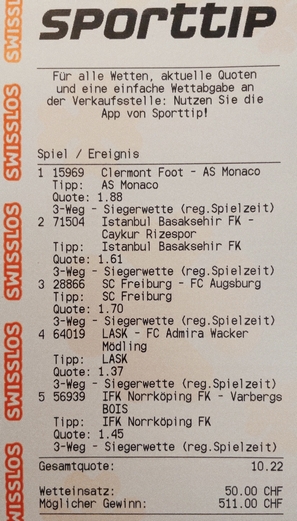 sporttip
Für alle Wetten, aktuelle Quoten
und eine einfache Wettabgabe an
der Verkaufsstelle: Nutzen Sie die
App von Sporttip!
Spiel / Ereignis
1 15969 Clermont Foot - AS Monaco
Tipp: AS Monaco
Quote: 1.88
3-Weg - Siegerwette (reg.Spielzeit)
2 71504 Istanbul Basaksehir FK -
Caykur Rizespor
Tipp: Istanbul Basaksehir FK
Quote: 1.61
3-Weg - Siegerwette (reg.Spielzeit)
3 28866 SC Freiburg - FC Augsburg
Tipp: SC Freiburg
Quote: 1.70
3-Weg - Siegerwette (reg.Spielzeit)
4 64019 LASK - FC Admira Wacker
Mödling
Tipp: LASK
Quote: 1.37
3-Weg - Siegerwette (reg.Spielzeit)
5 56939 IFK Norrköping FK - Varbergs
BOIS
Tipp: IFK Norrköping FK
Quote: 1.45
3-Weg - Siegerwette (reg.Spielzeit)
Gesamtquote: 10.22
Wetteinsatz: 50.00 CHF
Möglicher Gewinn: 511.00 CHF
SWISSLOS
SWISSLOS
SWISSLOS
SWISSLOS